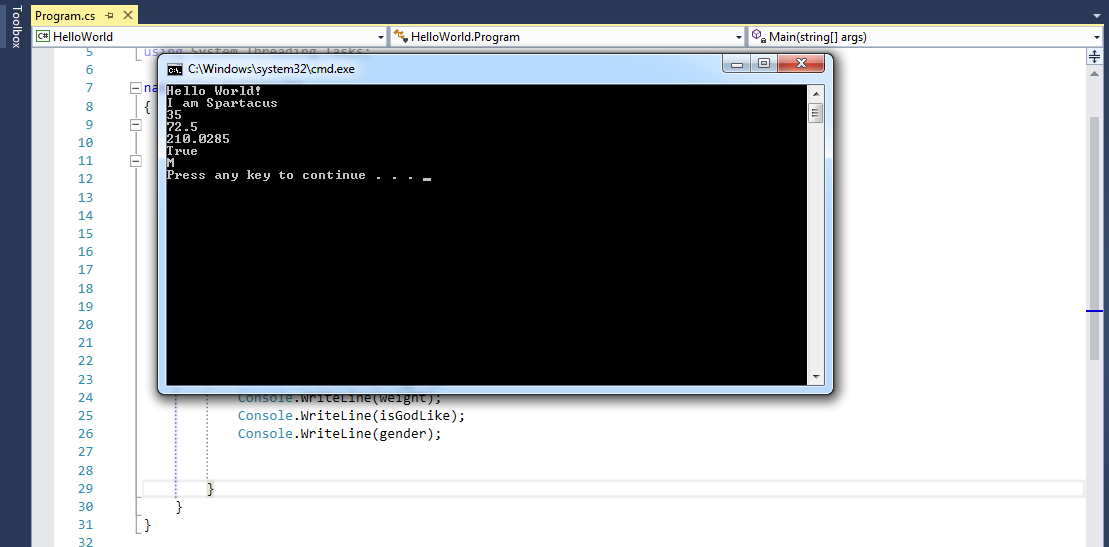 Toolbox
Program.cs
C# HelloWorld
HelloWorld.Program
Main(string[] args)
5 using System.Threading.Tasks;
6
7
8 {
9
10
11
12
13
14
15
16
17
18
19
20
21
22
23
24 Console.WriteLine(weight);
25 Console.WriteLine(isGodLike);
26 Console.WriteLine(gender);
27
28
29 }
30 }
31 }
32
C:\Windows\system32\cmd.exe
Hello World!
I am Spartacus
35
72.5
210.0285
True
M
Press any key to continue . . . _